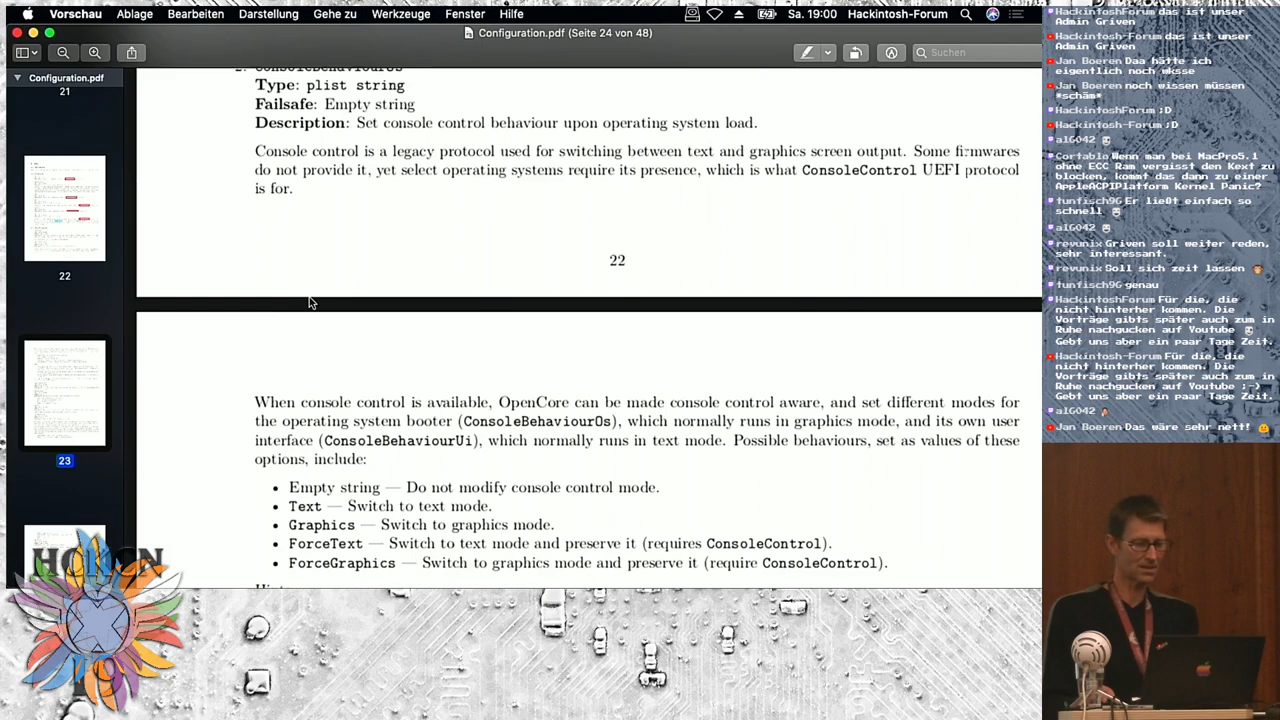 Vorschau Ablage Bearbeiten Darstellung Gehe zu Werkzeuge Fenster Hilfe Sa. 19:00 Hackintosh-Forum
Configuration.pdf (Seite 24 von 48)
Suchen
Configuration.pdf
21
22
23
Type: plist string
Failsafe: Empty string
Description: Set console control behaviour upon operating system load.
Console control is a legacy protocol used for switching between text and graphics screen output. Some firmwares
do not provide it, yet select operating systems require its presence, which is what ConsoleControl UEFI protocol
is for.
22
When console control is available, OpenCore can be made console control aware, and set different modes for
the operating system booter (ConsoleBehaviourOs), which normally runs in graphics mode, and its own user
interface (ConsoleBehaviourUi), which normally runs in text mode. Possible behaviours, set as values of these
options, include:
• Empty string — Do not modify console control mode.
• Text — Switch to text mode.
• Graphics — Switch to graphics mode.
• ForceText — Switch to text mode and preserve it (requires ConsoleControl).
• ForceGraphics — Switch to graphics mode and preserve it (require ConsoleControl).
HackintoshForum das ist unser
Admin Griven
Hackintosh-Forum das ist unser
Admin Griven
Jan Boeren Daa hätte ich
eigentlich noch wksse
Jan Boeren noch wissen müssen
*schäm*
HackintoshForum ;D
Hackintosh-Forum ;D
al6042
Cortablo Wenn man bei MacPro5.1
ohne ECC Ram vergisst den Kext zu
blocken, kommt das dann zu einer
AppleACPIPlatform Kernel Panic?
tunfisch96 Er ließt einfach so
schnell
al6042
revunix Griven soll weiter reden,
sehr interessant.
revunix Soll sich zeit lassen
tunfisch96 genau
HackintoshForum Für die, die
nicht hinterher kommen. Die
Vorträge gibts später auch zum in
Ruhe nachgucken auf Youtube
Gebt uns aber ein paar Tage Zeit.
Hackintosh-Forum Für die, die
nicht hinterher kommen. Die
Vorträge gibts später auch zum in
Ruhe nachgucken auf Youtube ;-)
Gebt uns aber ein paar Tage Zeit.
al6042
Jan Boeren Das wäre sehr nett!